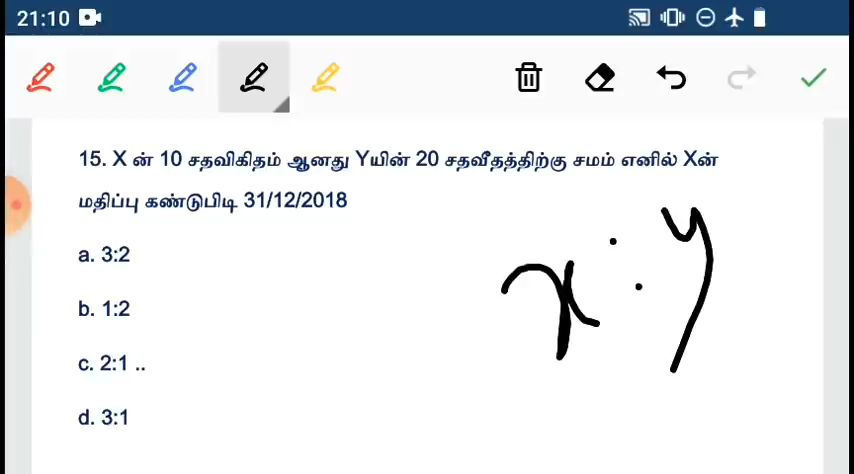 21:10
15. X ன் 10 சதவிகிதம் ஆனது Yயின் 20 சதவீதத்திற்கு சமம் எனில் Xன்
மதிப்பு கண்டுபிடி 31/12/2018
a. 3:2
b. 1:2
c. 2:1 ..
d. 3:1
x : y